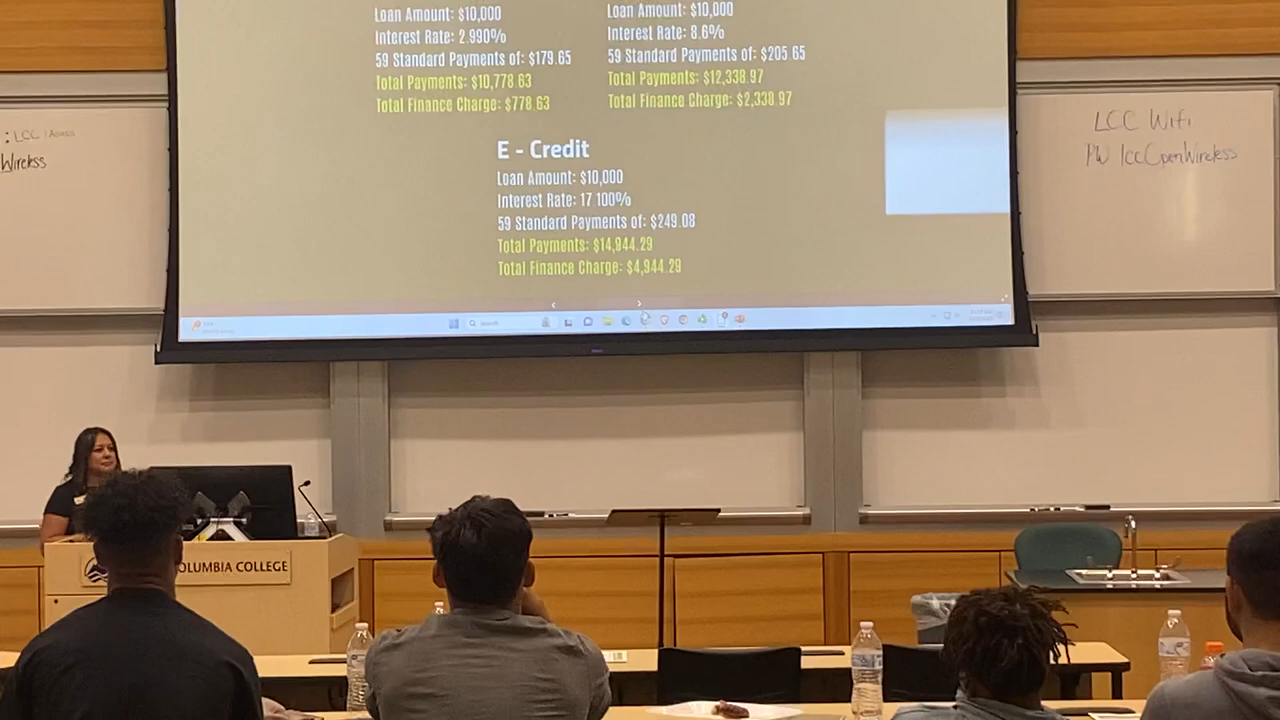 Loan Amount: $10,000
Interest Rate: 2.990%
59 Standard Payments of: $179.65
Total Payments: $10,778.63
Total Finance Charge: $778.63
Loan Amount: $10,000
Interest Rate: 8.6%
59 Standard Payments of: $205.65
Total Payments: $12,338.97
Total Finance Charge: $2,338.97
E - Credit
Loan Amount: $10,000
Interest Rate: 17.100%
59 Standard Payments of: $249.08
Total Payments: $14,944.29
Total Finance Charge: $4,944.29
Search
: LCC
Wireless
LCC Wifi
PW lccOpenWireless
OLUMBIA COLLEGE